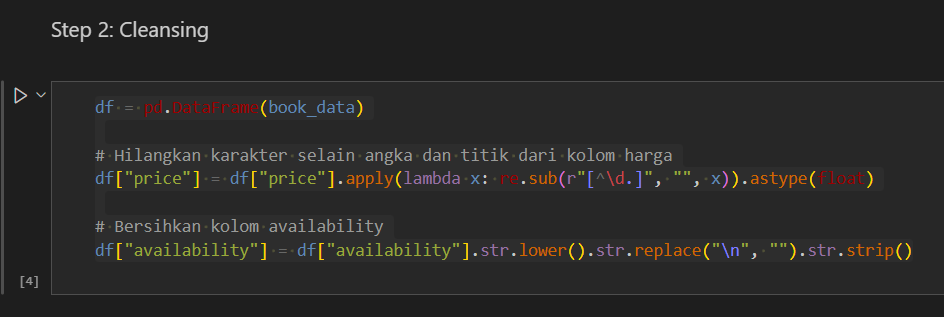 Step 2: Cleansing
df = pd.DataFrame(book_data)
# Hilangkan karakter selain angka dan titik dari kolom harga
df["price"] = df["price"].apply(lambda x: re.sub(r"[^\d.]", "", x)).astype(float)
# Bersihkan kolom availability
df["availability"] = df["availability"].str.lower().str.replace("\n", "").str.strip()
[4]